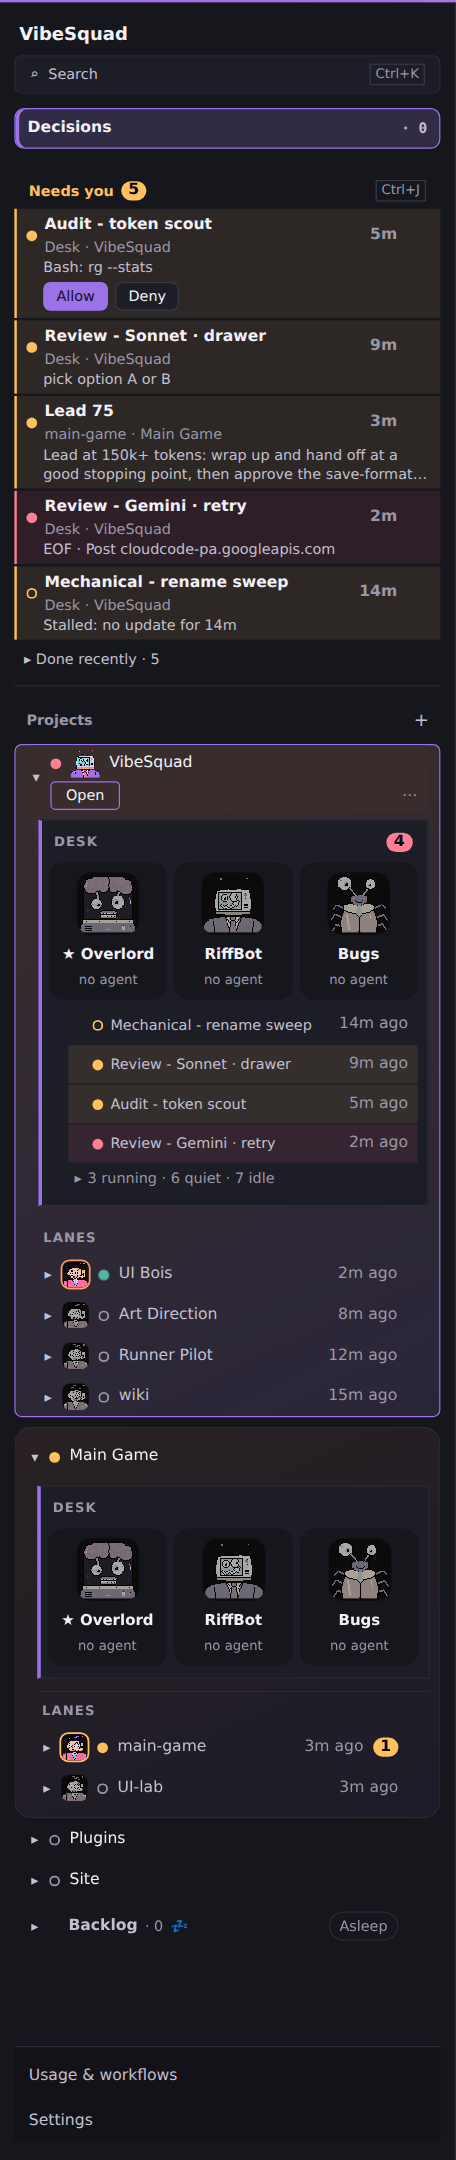 VibeSquad
Search Ctrl+K
Decisions · 0
Needs you 5 Ctrl+J
Audit - token scout 5m
Desk · VibeSquad
Bash: rg --stats
Allow Deny
Review - Sonnet · drawer 9m
Desk · VibeSquad
pick option A or B
Lead 75 3m
main-game · Main Game
Lead at 150k+ tokens: wrap up and hand off at a
good stopping point, then approve the save-format…
Review - Gemini · retry 2m
Desk · VibeSquad
EOF · Post cloudcode-pa.googleapis.com
Mechanical - rename sweep 14m
Desk · VibeSquad
Stalled: no update for 14m
▸ Done recently · 5
Projects +
▾ VibeSquad
Open …
DESK 4
★ Overlord RiffBot Bugs
no agent no agent no agent
Mechanical - rename sweep 14m ago
Review - Sonnet · drawer 9m ago
Audit - token scout 5m ago
Review - Gemini · retry 2m ago
▸ 3 running · 6 quiet · 7 idle
LANES
▸ UI Bois 2m ago
▸ Art Direction 8m ago
▸ Runner Pilot 12m ago
▸ wiki 15m ago
▾ Main Game
DESK
★ Overlord RiffBot Bugs
no agent no agent no agent
LANES
▸ main-game 3m ago 1
▸ UI-lab 3m ago
▸ Plugins
▸ Site
▸ Backlog · 0 💤 Asleep
Usage & workflows
Settings